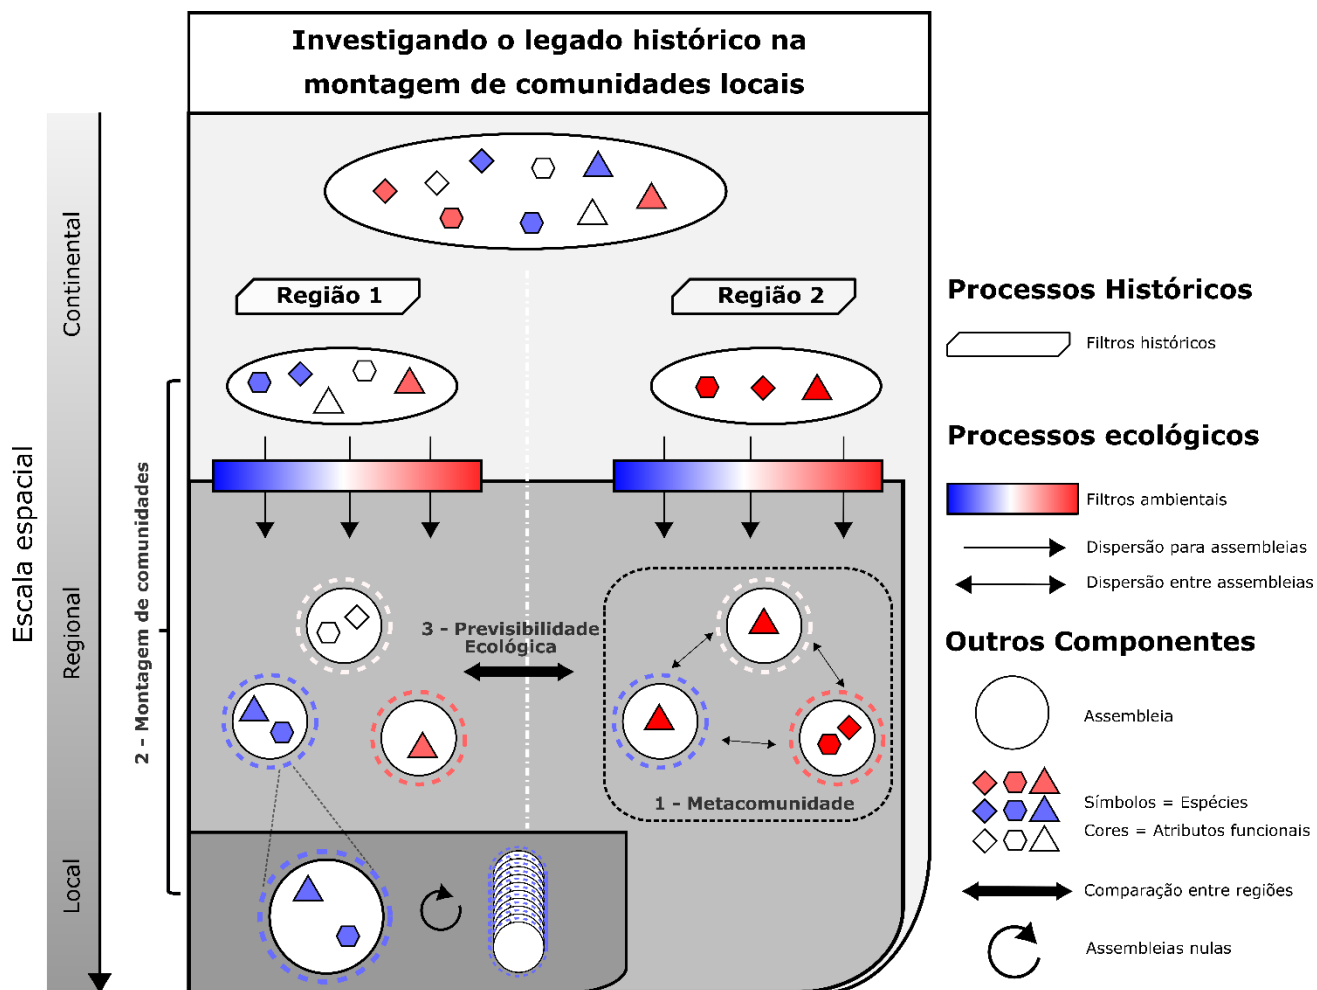 Investigando o legado histórico na
montagem de comunidades locais
Escala espacial
Continental
Regional
Local
Região 1
Região 2
2 - Montagem de comunidades
3 - Previsibilidade
Ecológica
1 - Metacomunidade
Processos Históricos
Filtros históricos
Processos ecológicos
Filtros ambientais
Dispersão para assembleias
Dispersão entre assembleias
Outros Componentes
Assembleia
Símbolos = Espécies
Cores = Atributos funcionais
Comparação entre regiões
Assembleias nulas